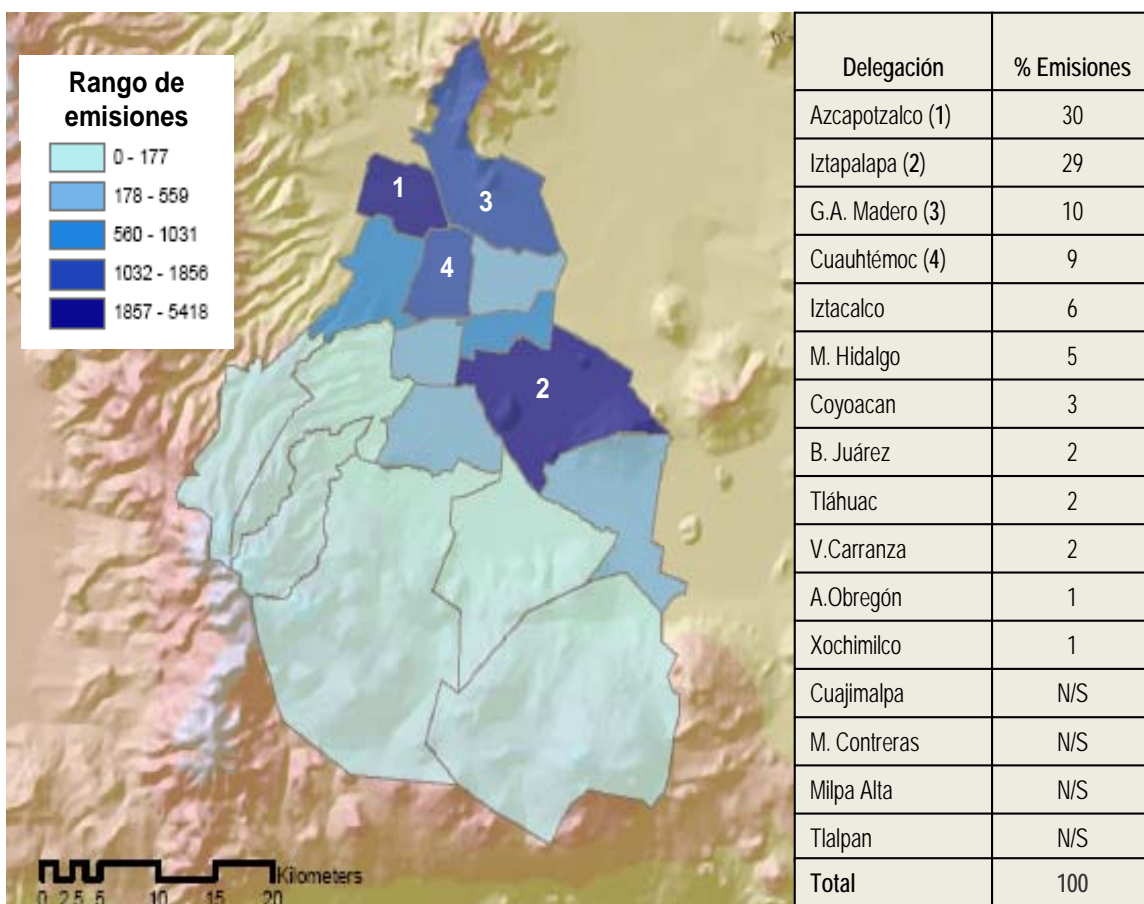 Rango de
emisiones
0 - 177
178 - 559
560 - 1031
1032 - 1856
1857 - 5418
1
3
4
2
Kilometers
0 2.5 5 10 15 20
Delegación % Emisiones
Azcapotzalco (1) 30
Iztapalapa (2) 29
G.A. Madero (3) 10
Cuauhtémoc (4) 9
Iztacalco 6
M. Hidalgo 5
Coyoacan 3
B. Juárez 2
Tláhuac 2
V.Carranza 2
A.Obregón 1
Xochimilco 1
Cuajimalpa N/S
M. Contreras N/S
Milpa Alta N/S
Tlalpan N/S
Total 100